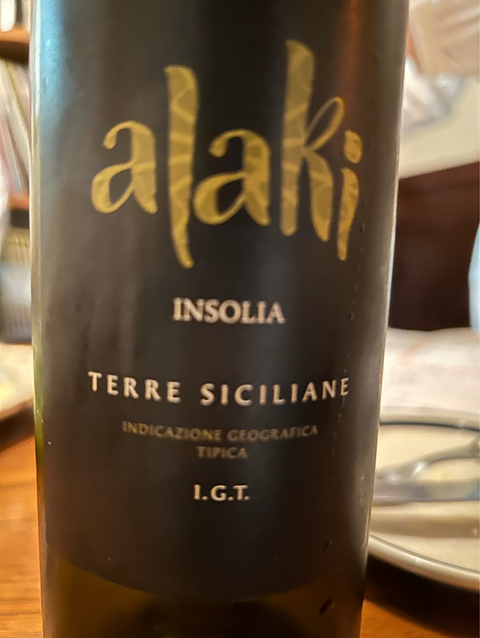 alaki
INSOLIA
TERRE SICILIANE
INDICAZIONE GEOGRAFICA
TIPICA
I.G.T.